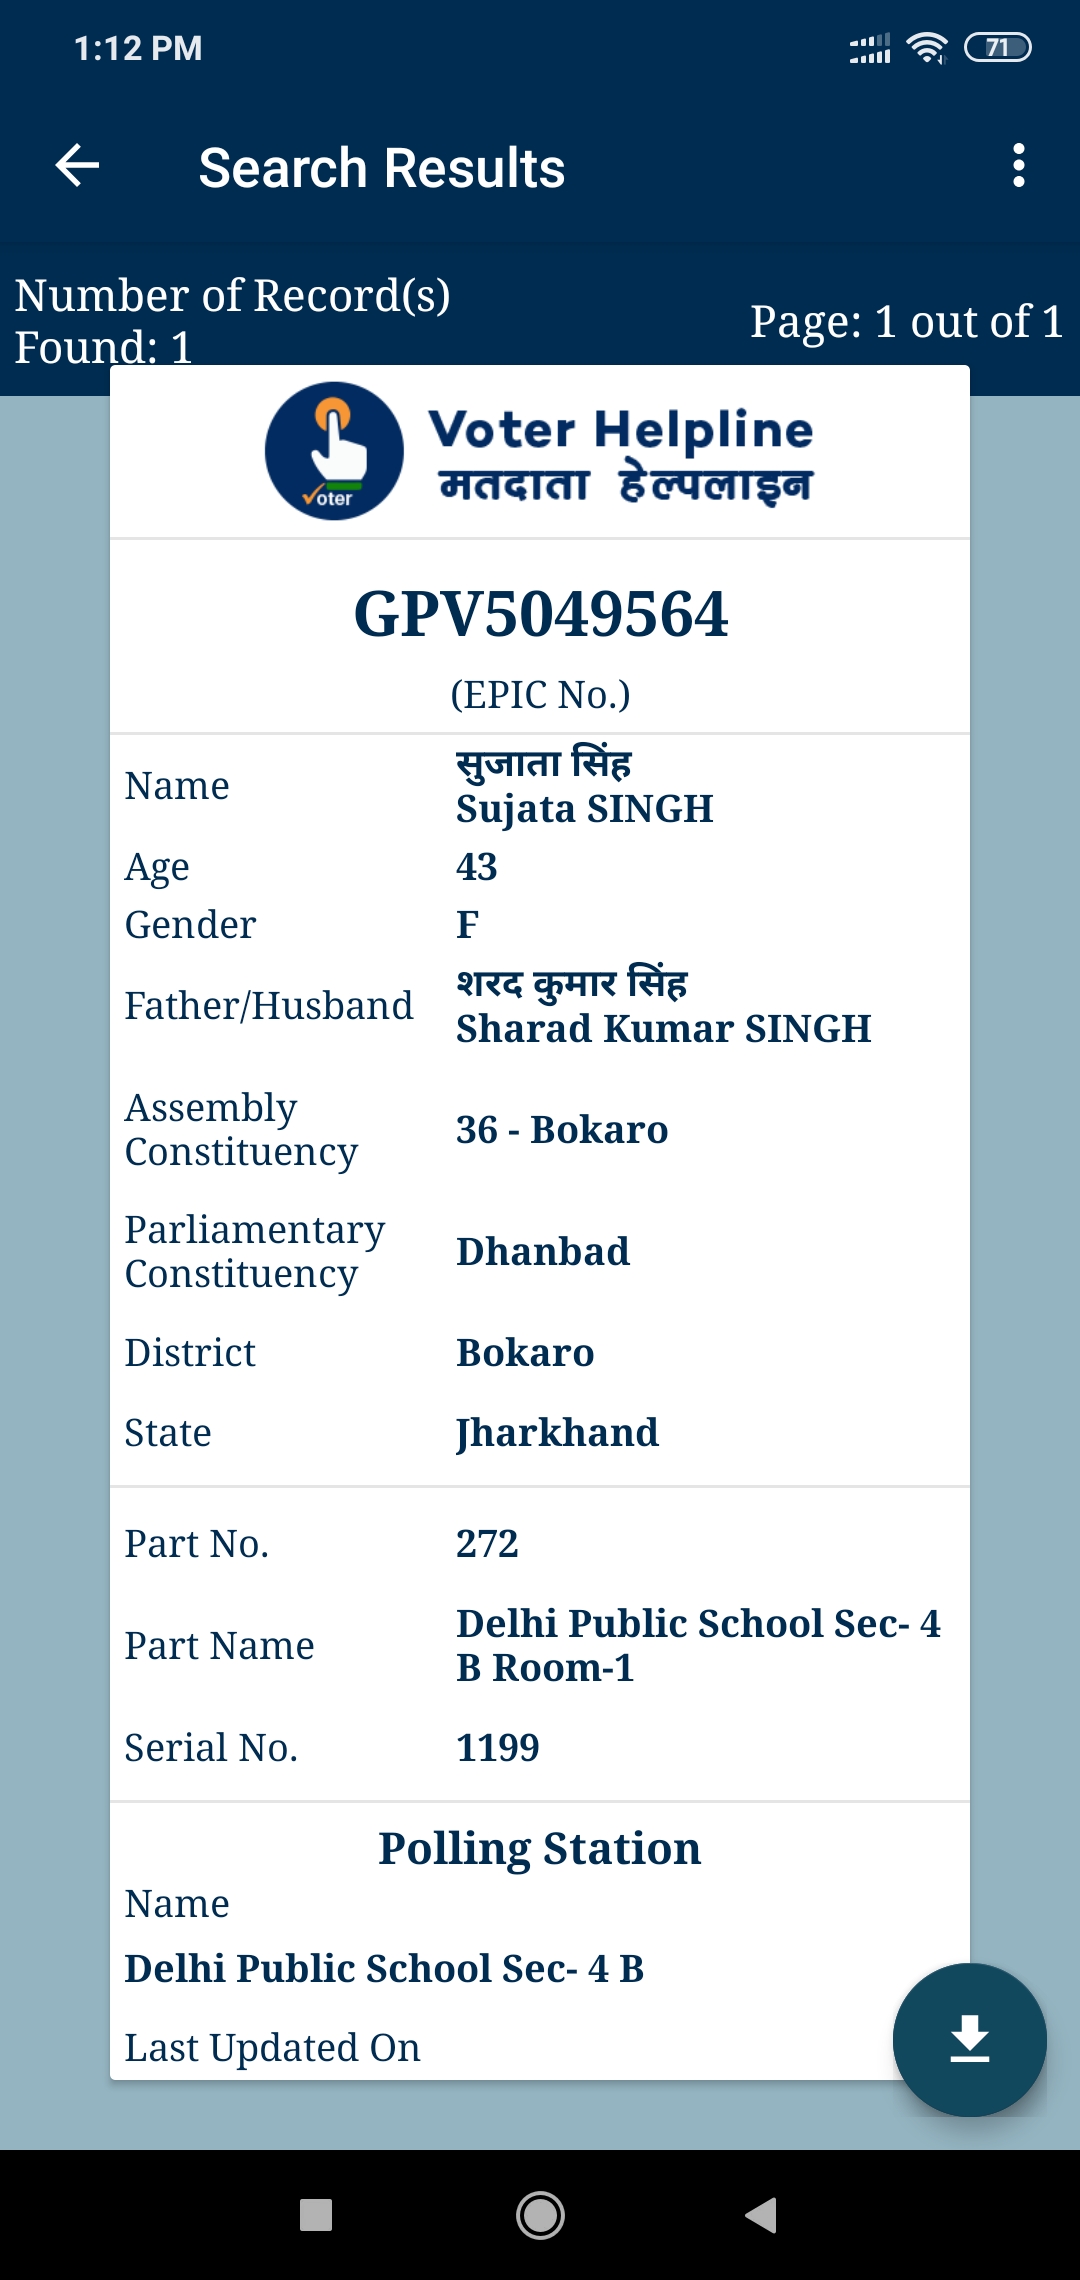 1:12 PM
71
Search Results
Number of Record(s)
Found: 1
Page: 1 out of 1
Voter
Voter Helpline
मतदाता हेल्पलाइन
GPV5049564
(EPIC No.)
Name
सुजाता सिंह
Sujata SINGH
Age
43
Gender
F
Father/Husband
शरद कुमार सिंह
Sharad Kumar SINGH
Assembly
Constituency
36 - Bokaro
Parliamentary
Constituency
Dhanbad
District
Bokaro
State
Jharkhand
Part No.
272
Part Name
Delhi Public School Sec- 4
B Room-1
Serial No.
1199
Polling Station
Name
Delhi Public School Sec- 4 B
Last Updated On